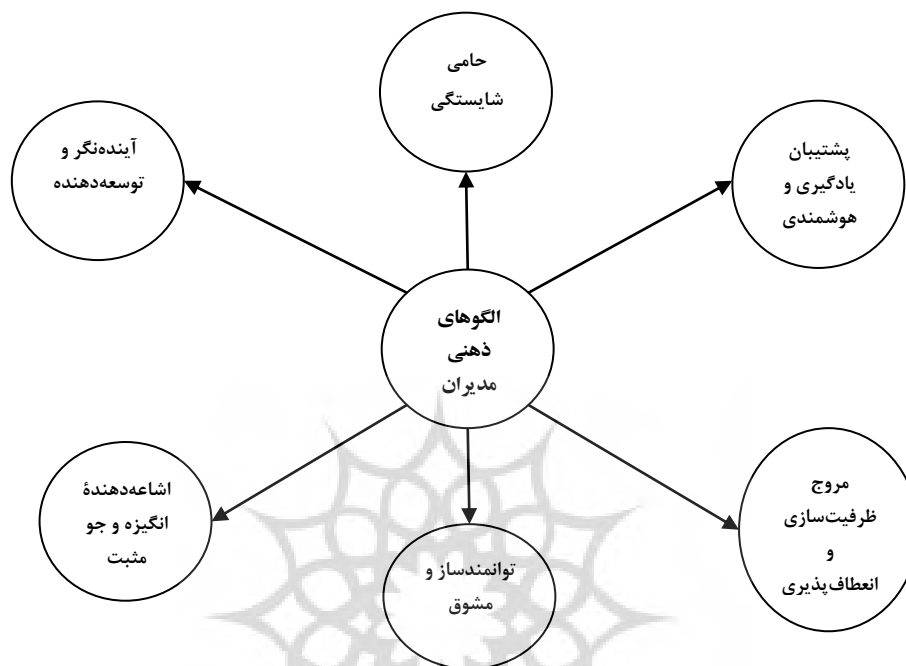 حامی
شایستگی
پشتیبان
یادگیری و
هوشمندی
آینده‌نگر و
توسعه‌دهنده
الگوهای
ذهنی
مدیران
مروج
ظرفیت‌سازی
و
انعطاف‌پذیری
اشاعه‌دهندۀ
انگیزه و جو
مثبت
توانمندساز و
مشوق